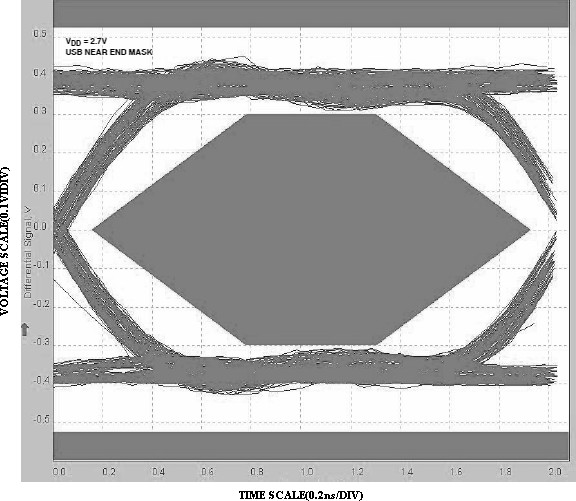 VDD = 2.7V
USB NEAR END MASK
VOLTAGE SCALE(0.1V/DIV)
Differential Signal, V
0.5
0.4
0.3
0.2
0.1
0.0
-0.1
-0.2
-0.3
-0.4
-0.5
0.0 0.2 0.4 0.6 0.8 1.0 1.2 1.4 1.6 1.8 2.0
TIME SCALE(0.2ns/DIV)